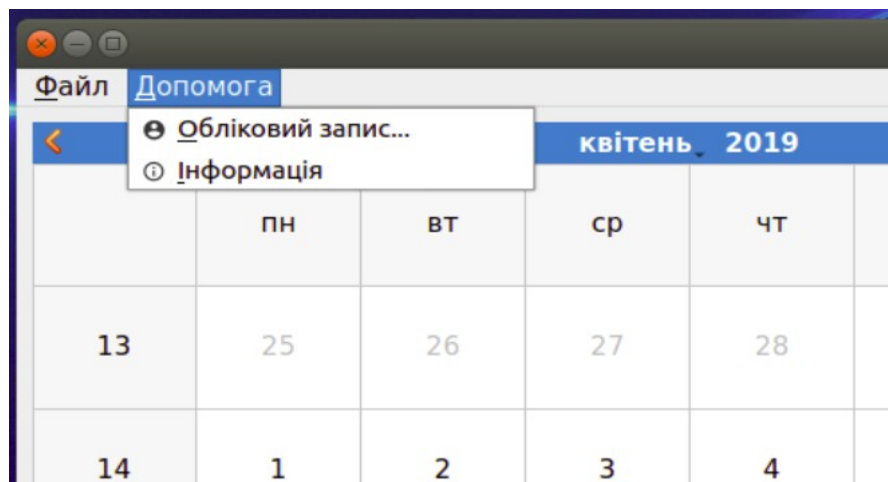 Файл Допомога
Обліковий запис...
Інформація
квітень 2019
пн вт ср чт
13 25 26 27 28
14 1 2 3 4